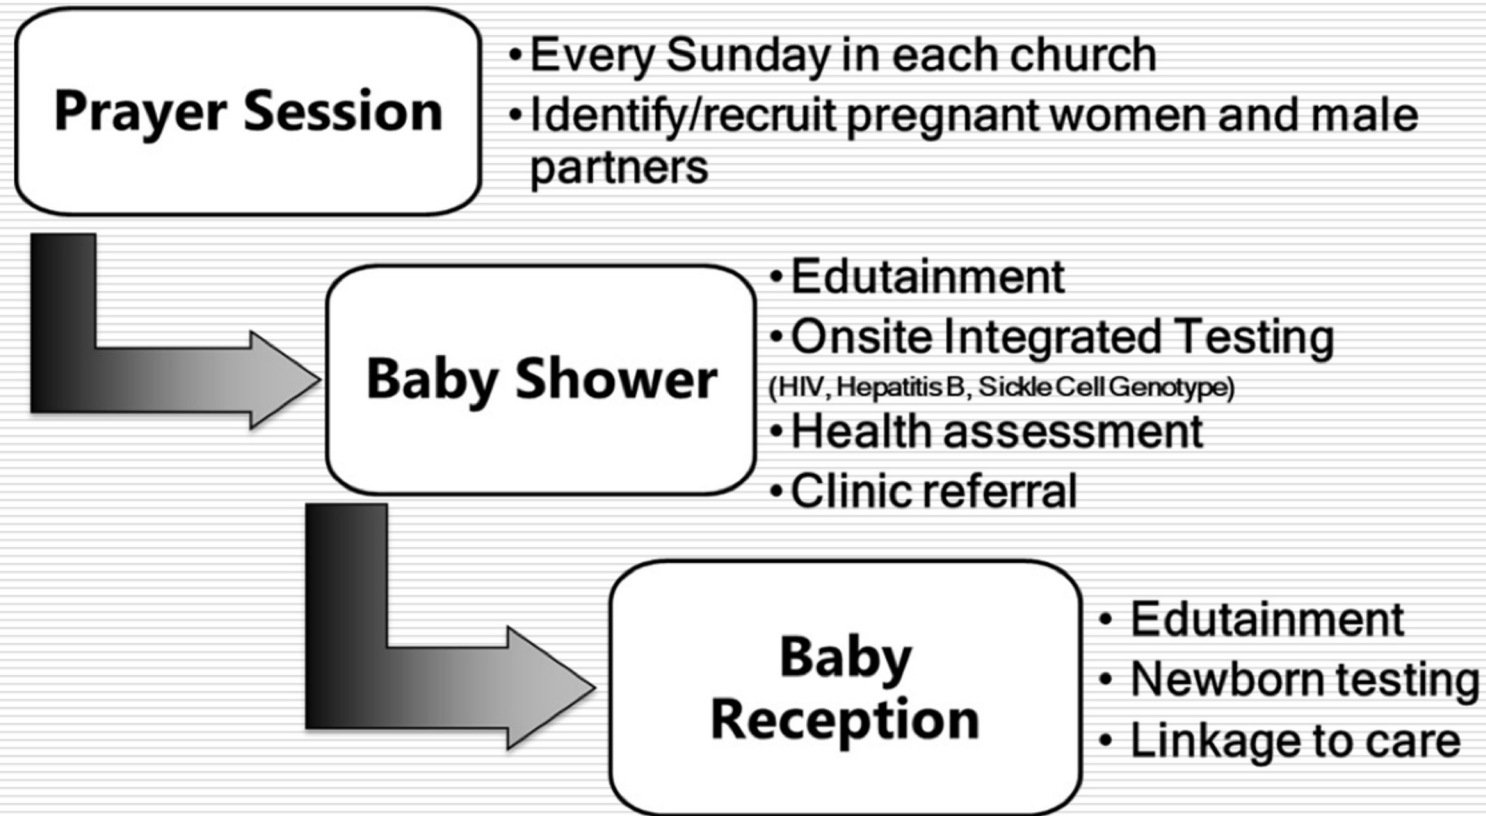 Prayer Session
•Every Sunday in each church
•Identify/recruit pregnant women and male
partners
Baby Shower
•Edutainment
•Onsite Integrated Testing
(HIV, Hepatitis B, Sickle Cell Genotype)
•Health assessment
•Clinic referral
Baby
Reception
• Edutainment
• Newborn testing
• Linkage to care